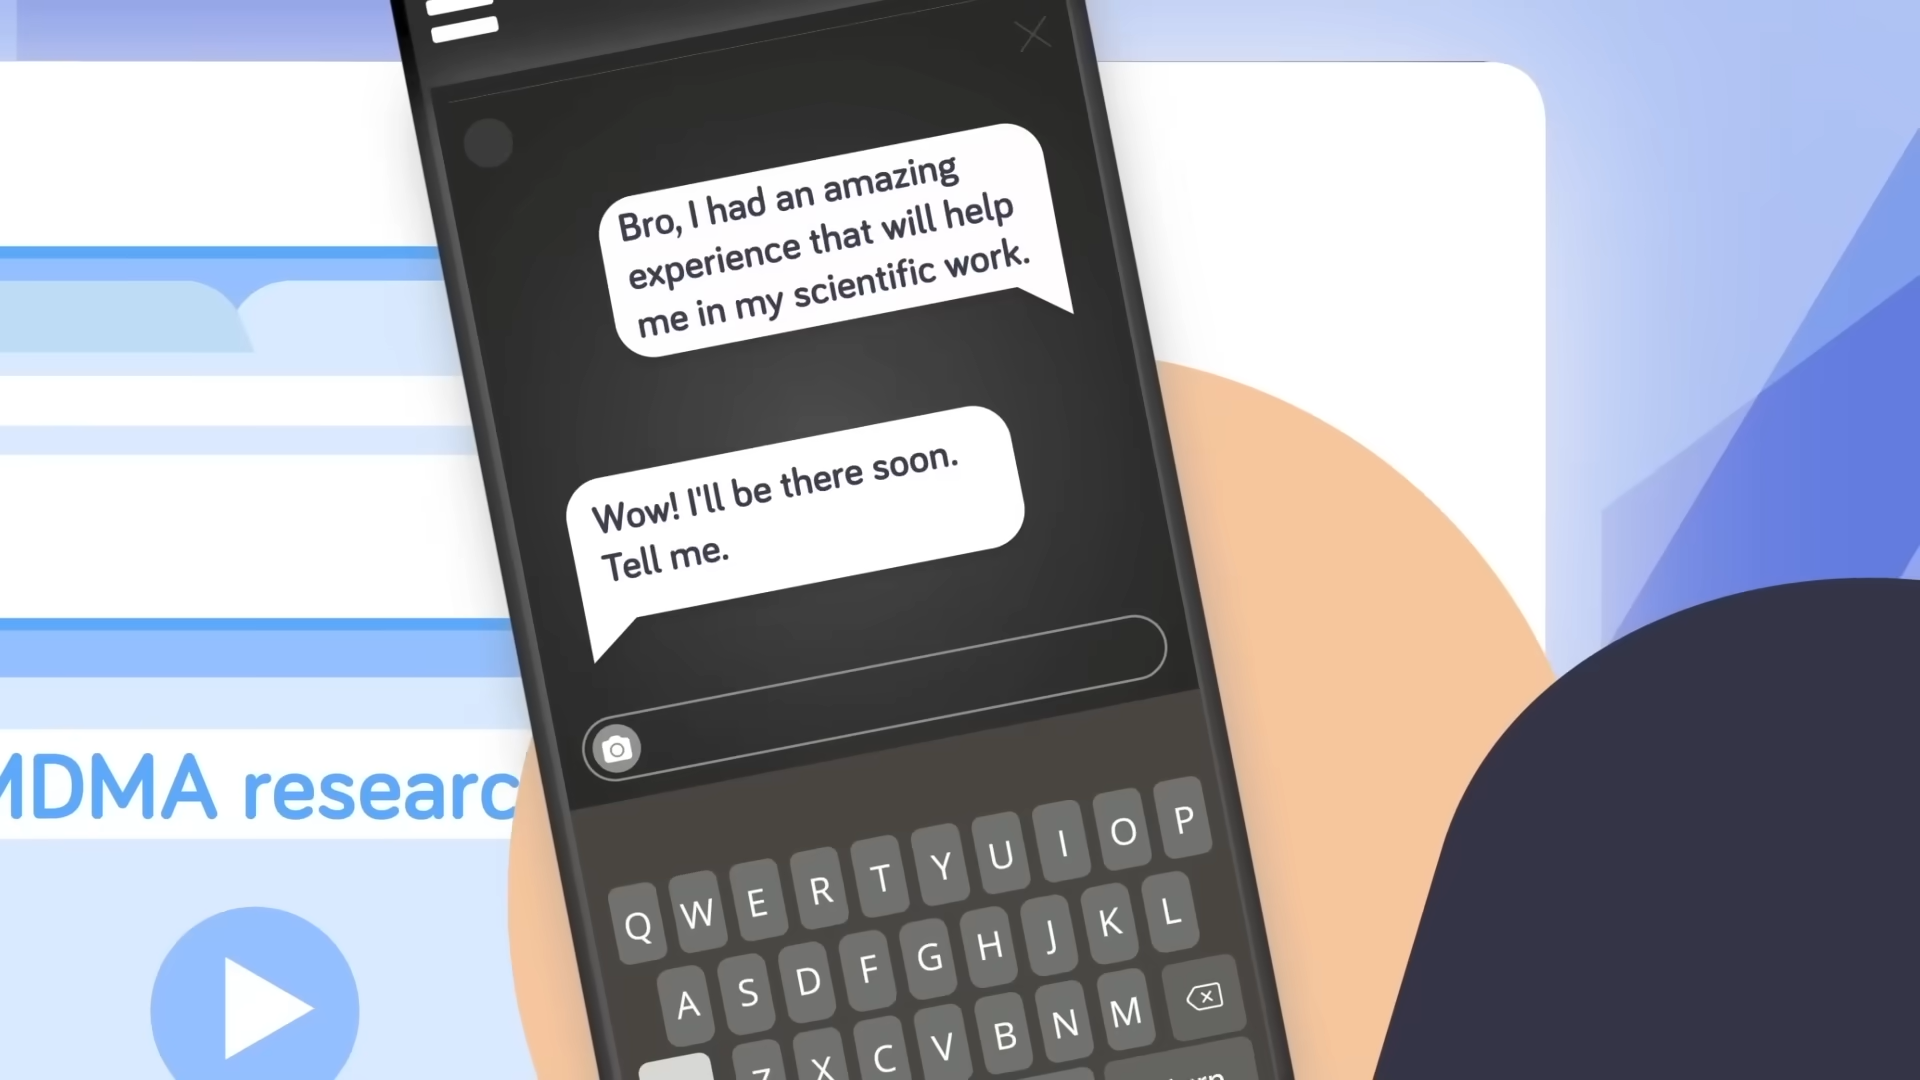 Bro, I had an amazing
experience that will help
me in my scientific work.
Wow! I'll be there soon.
Tell me.
MDMA researc
Q W E R T Y U I O P
A S D F G H J K L
Z X C V B N M